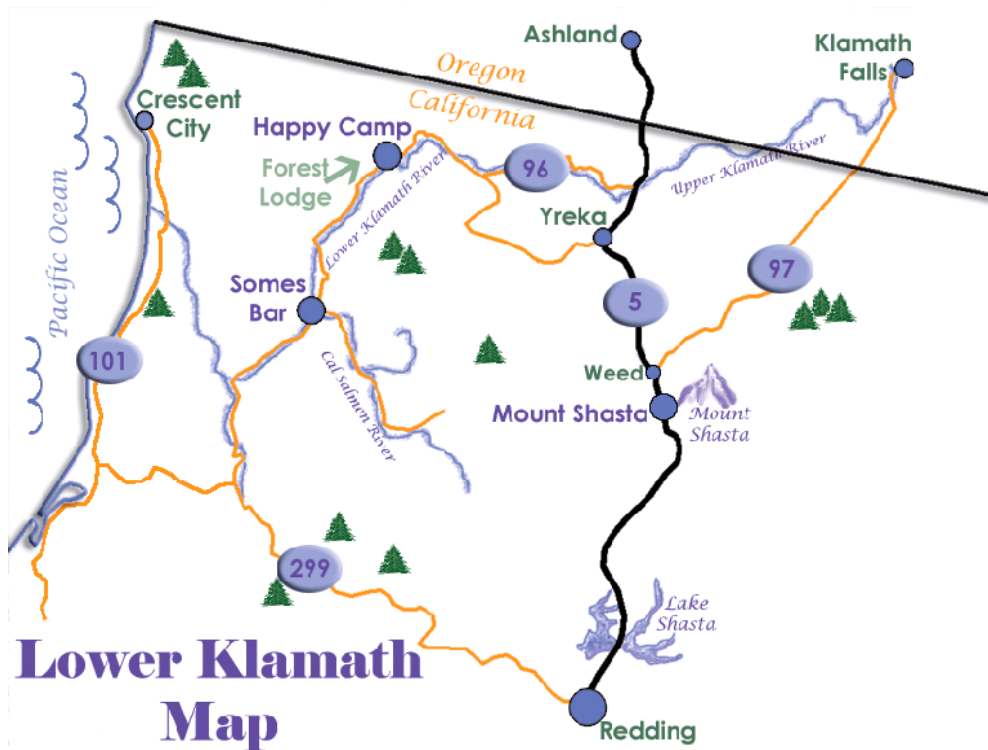 Ashland
Klamath
Falls
Oregon
California
Crescent
City
Happy Camp
Forest
Lodge
96
Upper Klamath River
Lower Klamath River
Pacific Ocean
Yreka
97
Somes
Bar
5
101
Cal Salmen River
Weed
Mount Shasta
Mount
Shasta
299
Lake
Shasta
Lower Klamath
Map
Redding